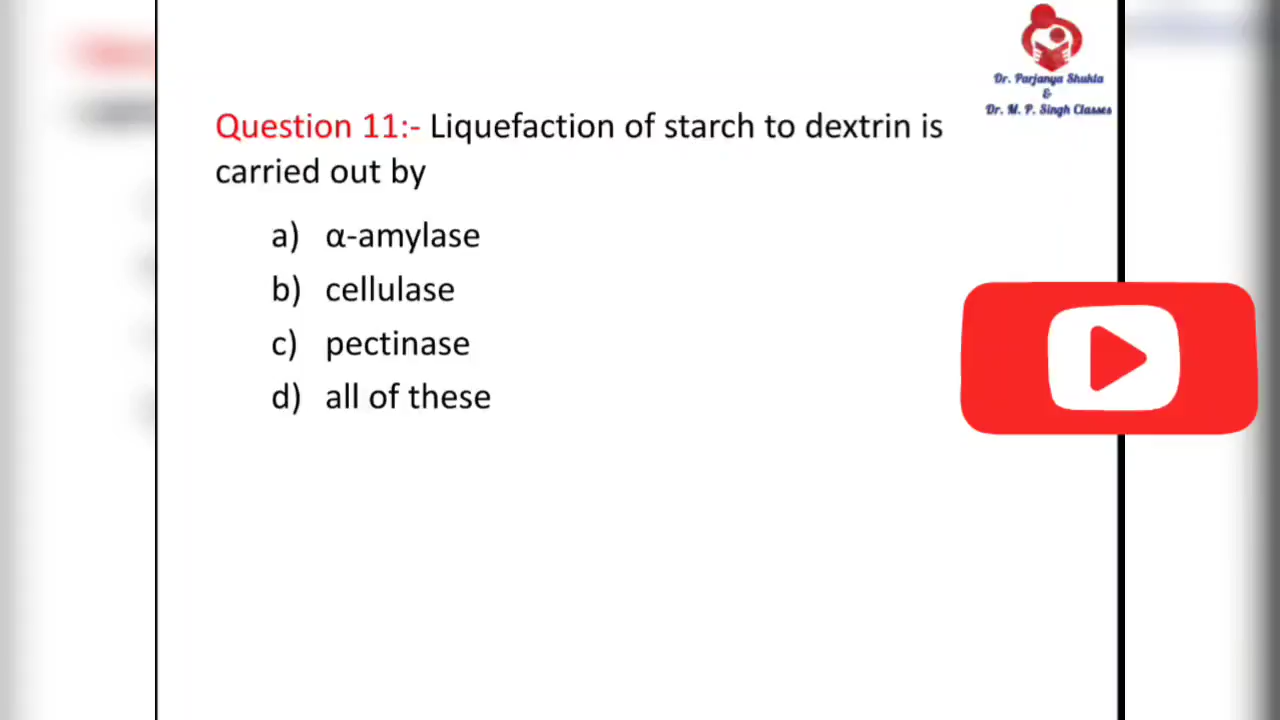 Dr. Parjanya Shukla
&
Dr. M. P. Singh Classes
Question 11:- Liquefaction of starch to dextrin is
carried out by
a) α-amylase
b) cellulase
c) pectinase
d) all of these